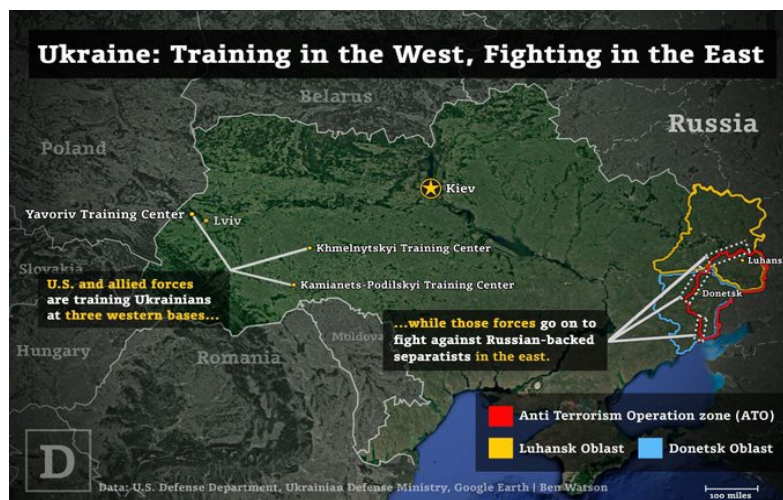 Ukraine: Training in the West, Fighting in the East
Belarus
Poland
Russia
Kiev
Yavoriv Training Center
Lviv
Khmelnytskyi Training Center
Luhansk
Slovakia
Kamianets-Podilskyi Training Center
Donetsk
U.S. and allied forces
are training Ukrainians
at three western bases...
...while those forces go on to
fight against Russian-backed
separatists in the east.
Moldova
Hungary
Romania
Anti Terrorism Operation zone (ATO)
Luhansk Oblast
Donetsk Oblast
D
Data: U.S. Defense Department, Ukrainian Defense Ministry, Google Earth | Ben Watson
100 miles